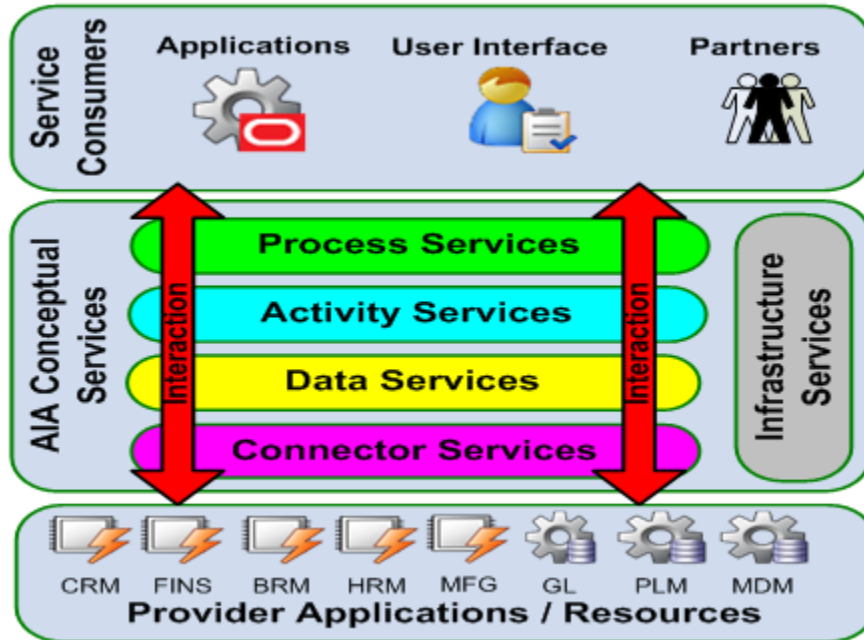 Service
Consumers
Applications
User Interface
Partners
AIA Conceptual
Services
Process Services
Activity Services
Data Services
Connector Services
Interaction
Interaction
Infrastructure
Services
CRM
FINS
BRM
HRM
MFG
GL
PLM
MDM
Provider Applications / Resources